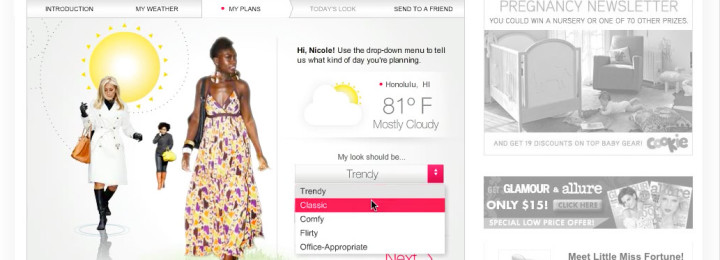 INTRODUCTION
MY WEATHER
MY PLANS
TODAY'S LOOK
SEND TO A FRIEND
Hi, Nicole! Use the drop-down menu to tell
us what kind of day you're planning.
Honolulu, HI
81° F
Mostly Cloudy
My look should be...
Trendy
Trendy
Classic
Comfy
Flirty
Office-Appropriate
Next
PREGNANCY NEWSLETTER
YOU COULD WIN A NURSERY OR ONE OF 70 OTHER PRIZES.
AND GET 19 DISCOUNTS ON TOP BABY GEAR!
cookie
GET GLAMOUR & allure
ONLY $15! CLICK HERE
SPECIAL LOW PRICE OFFER!
Meet Little Miss Fortune!